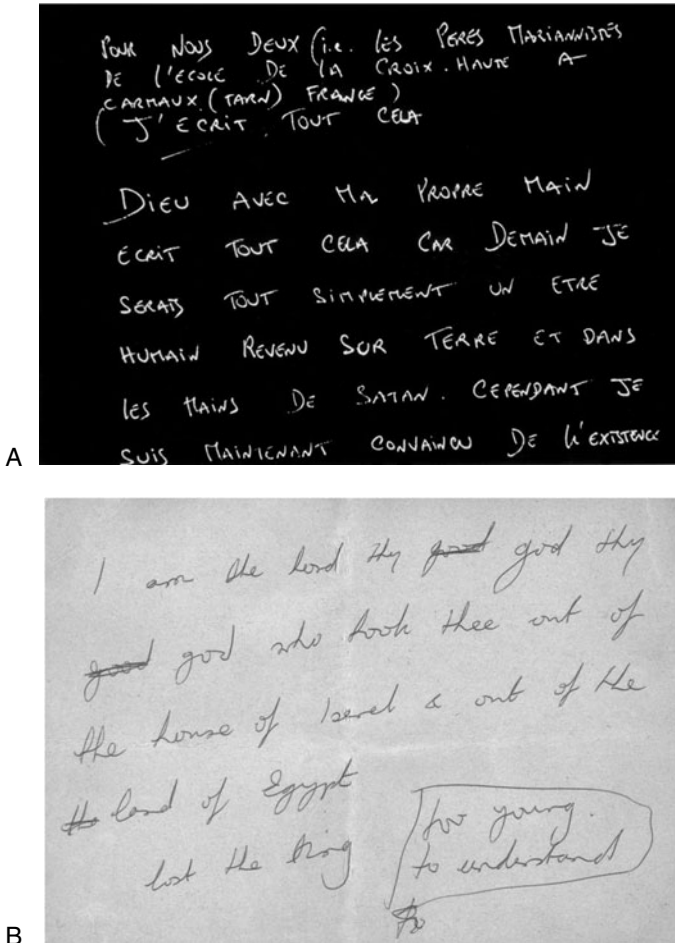 POUR NOUS DEUX (i.e. LES PERES MARIANNISTES
DE L'ECOLE DE LA CROIX.HAUTE A
CARMAUX.(TARN) FRANCE)
( J'ECRIT TOUT CELA
DIEU AVEC MA PROPRE MAIN
ECRIT TOUT CELA CAR DEMAIN JE
SERAIS TOUT SIMPLEMENT UN ETRE
HUMAIN REVENU SUR TERRE ET DANS
LES MAINS DE SATAN. CEPENDANT JE
SUIS MAINTENANT CONVAINCU DE L'EXISTENCE
A
I am the lord thy good god thy
good god who took thee out of
the house of Iserel & out of the
th land of Egypt
lost the thing
too young.
to understand
B